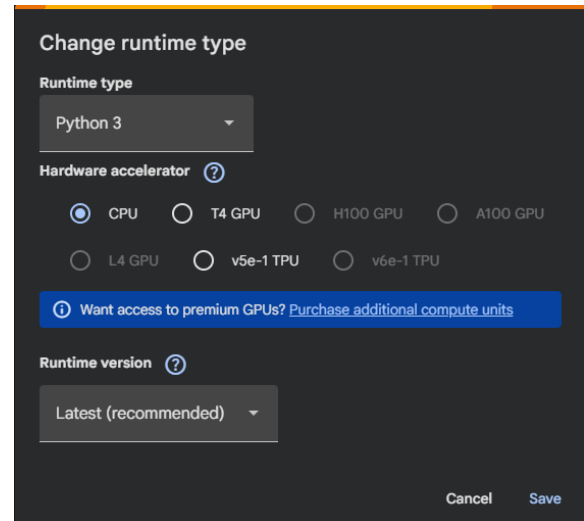 Change runtime type
Runtime type
Python 3
Hardware accelerator ?
CPU T4 GPU H100 GPU A100 GPU
L4 GPU v5e-1 TPU v6e-1 TPU
Want access to premium GPUs? Purchase additional compute units
Runtime version ?
Latest (recommended)
Cancel Save